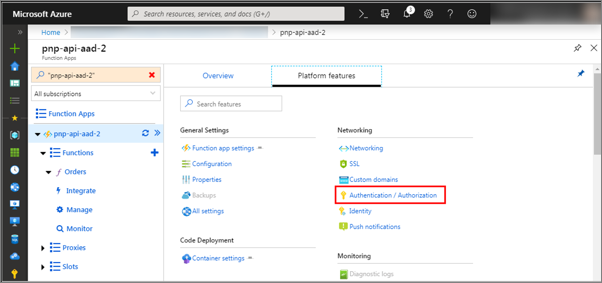 Microsoft Azure
Search resources, services, and docs (G+/)
1
Home
pnp-api-aad-2
pnp-api-aad-2
Function Apps
"pnp-api-aad-2"
All subscriptions
Function Apps
pnp-api-aad-2
Functions
Orders
Integrate
Manage
Monitor
Proxies
Slots
Overview
Platform features
Search features
General Settings
Function app settings
Configuration
Properties
Backups
All settings
Code Deployment
Container settings
Networking
Networking
SSL
Custom domains
Authentication / Authorization
Identity
Push notifications
Monitoring
Diagnostic logs